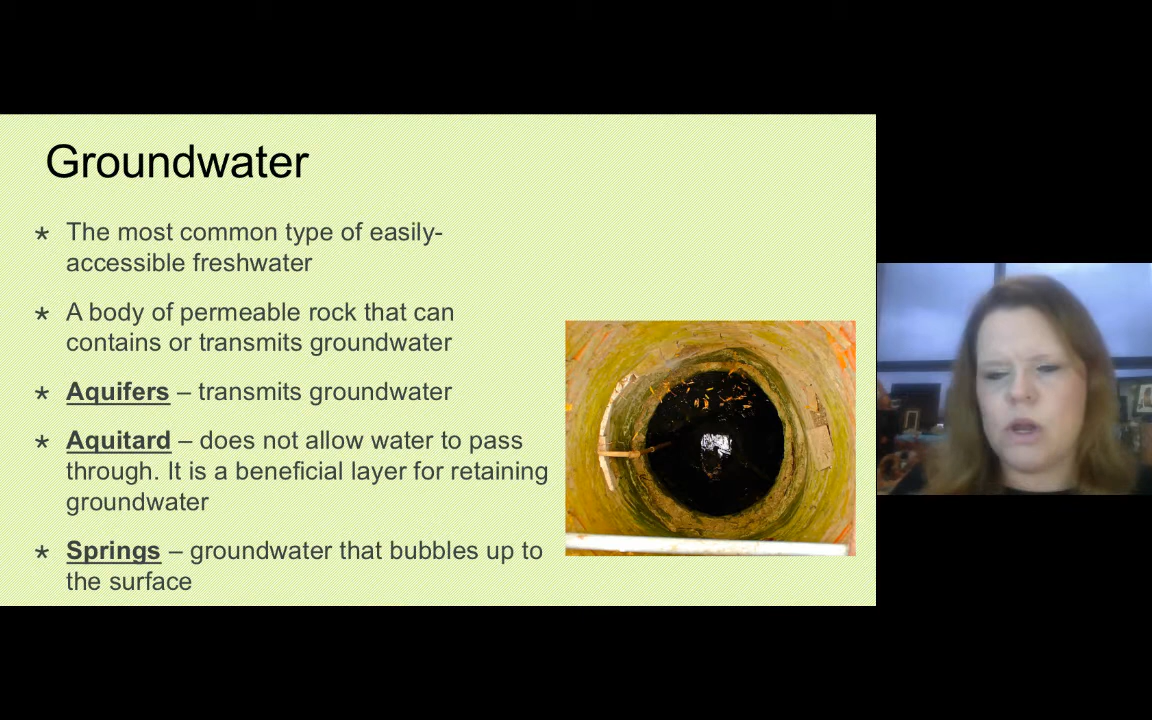 Groundwater
* The most common type of easily-
accessible freshwater
* A body of permeable rock that can
contains or transmits groundwater
* Aquifers – transmits groundwater
* Aquitard – does not allow water to pass
through. It is a beneficial layer for retaining
groundwater
* Springs – groundwater that bubbles up to
the surface